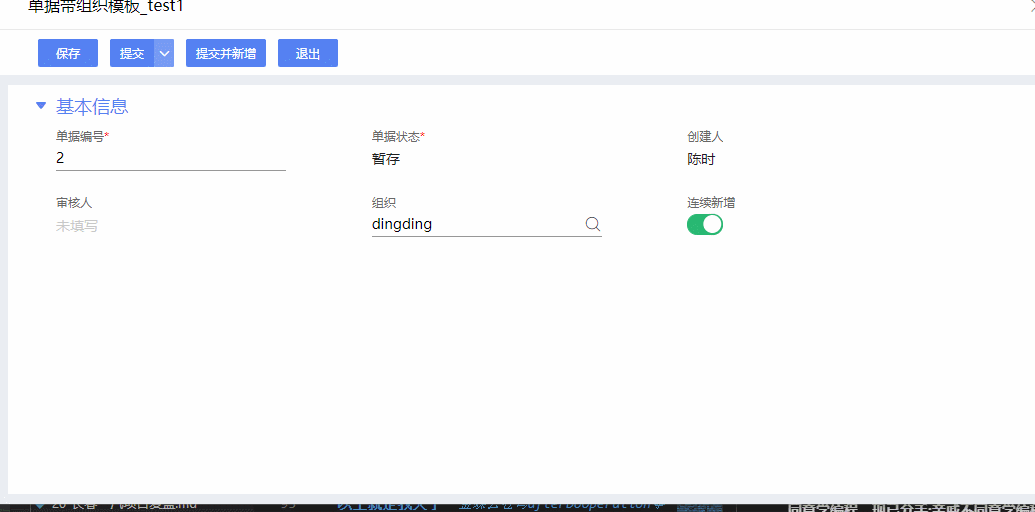 单据带组织模板_test1
保存 提交 提交并新增 退出
基本信息
单据编号* 单据状态* 创建人
2 暂存 陈时
审核人 组织 连续新增
未填写 dingding